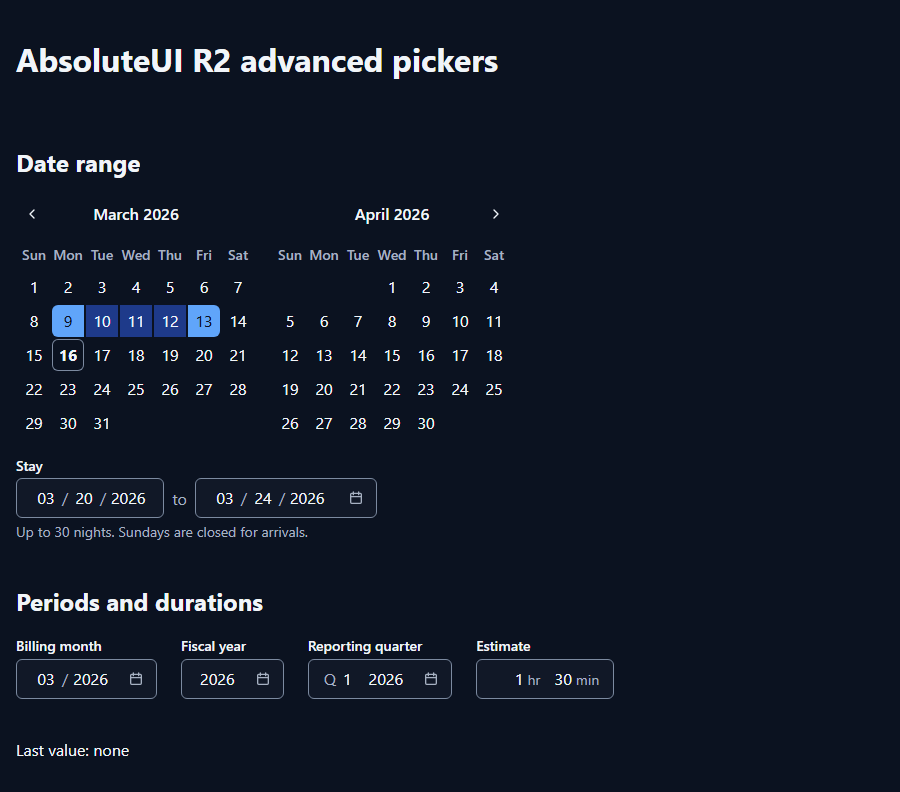 AbsoluteUI R2 advanced pickers
Date range
March 2026
Sun Mon Tue Wed Thu Fri Sat
1 2 3 4 5 6 7
8 9 10 11 12 13 14
15 16 17 18 19 20 21
22 23 24 25 26 27 28
29 30 31
April 2026
Sun Mon Tue Wed Thu Fri Sat
1 2 3 4
5 6 7 8 9 10 11
12 13 14 15 16 17 18
19 20 21 22 23 24 25
26 27 28 29 30
Stay
03 / 20 / 2026 to 03 / 24 / 2026
Up to 30 nights. Sundays are closed for arrivals.
Periods and durations
Billing month
03 / 2026
Fiscal year
2026
Reporting quarter
Q 1 2026
Estimate
1 hr 30 min
Last value: none